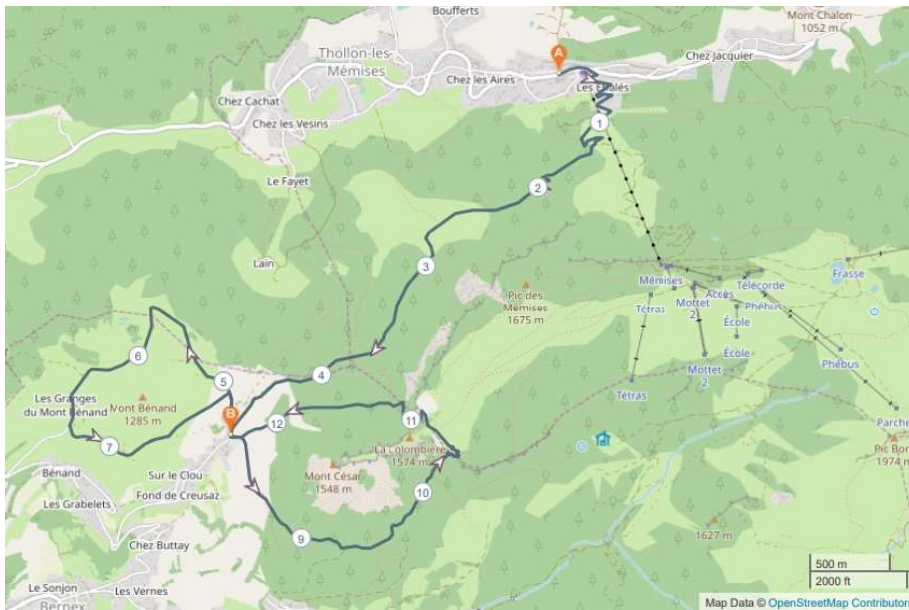 Boufferts
Mont Chalon
1052 m
Thollon-les-
Mémises
A
Chez Jacquier
Chez les Aires
Chez Cachat
1
Chez les Vesins
Le Fayet
2
Lain
3
Mémises
Accès
Télécorde
Frasse
Pic des
Mémises
1675 m
Tétras
Mottet
2
Phébus
École
École
Phébus
Mottet
2
Tétras
6
4
5
Les Granges
du Mont Bénand
Mont Bénand
1285 m
B
12
11
Parche
7
La Colombière
1574 m
Mont César
1548 m
Pic Bor
1974 m
Sur le Clou
Bénand
Fond de Creusaz
10
Les Grabelets
9
1627 m
Chez Buttay
Le Sonjon
Les Vernes
Bernex
500 m
2000 ft
Map Data © OpenStreetMap Contributor